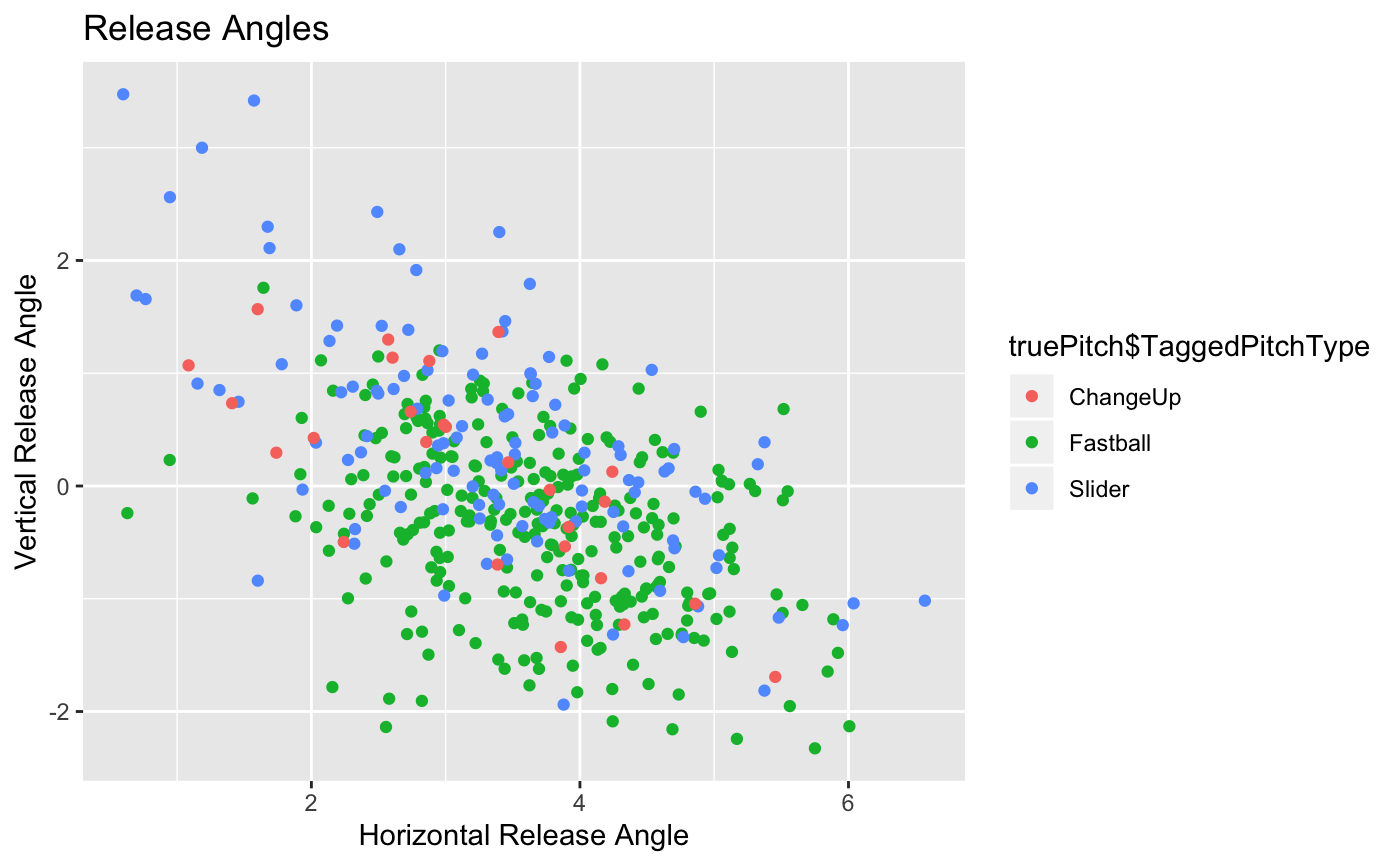 Release Angles
Vertical Release Angle
2
0
-2
2
4
6
Horizontal Release Angle
truePitch$TaggedPitchType
ChangeUp
Fastball
Slider